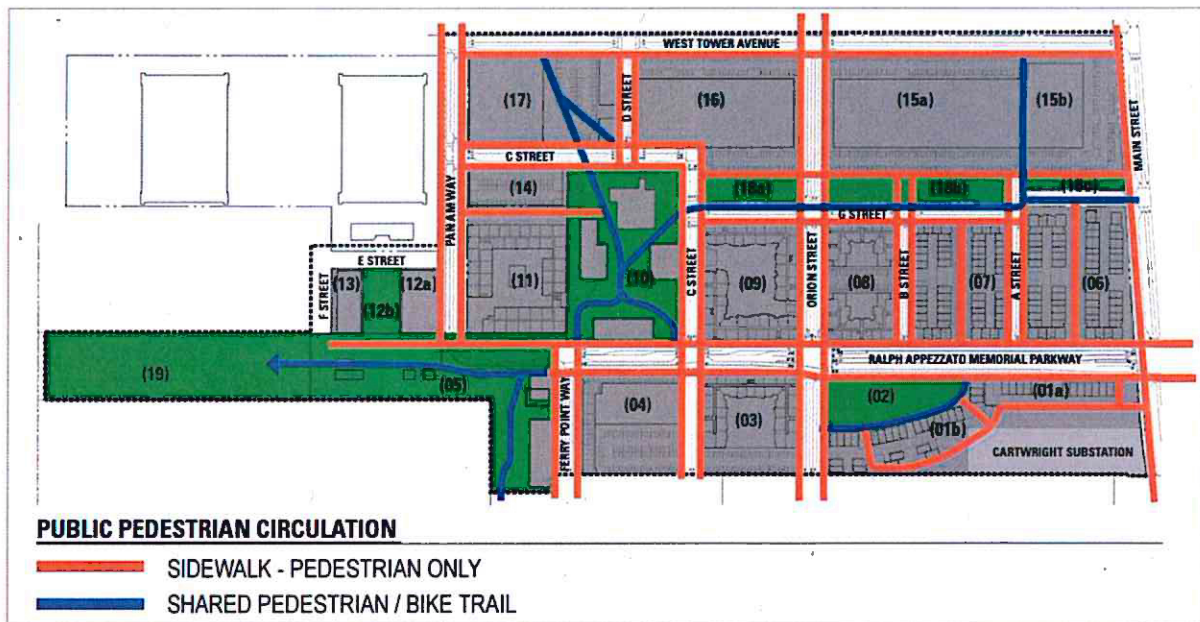 WEST TOWER AVENUE
(17)
D STREET
(16)
(15a)
(15b)
MAIN STREET
C STREET
PAN AM WAY
(14)
(18a)
(18b)
(18c)
G STREET
E STREET
F STREET
(13)
(12b)
(12a)
(11)
(10)
C STREET
(09)
ORION STREET
(08)
B STREET
(07)
A STREET
(06)
RALPH APPEZZATO MEMORIAL PARKWAY
(19)
(05)
FERRY POINT WAY
(04)
(03)
(02)
(01a)
(01b)
CARTWRIGHT SUBSTATION
PUBLIC PEDESTRIAN CIRCULATION
SIDEWALK - PEDESTRIAN ONLY
SHARED PEDESTRIAN / BIKE TRAIL